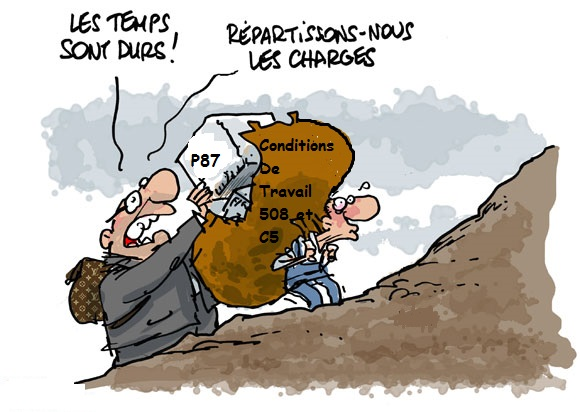 LES TEMPS
SONT DURS !
RÉPARTISSONS-NOUS
LES CHARGES
P87
Conditions
De
Travail
508 et
C5